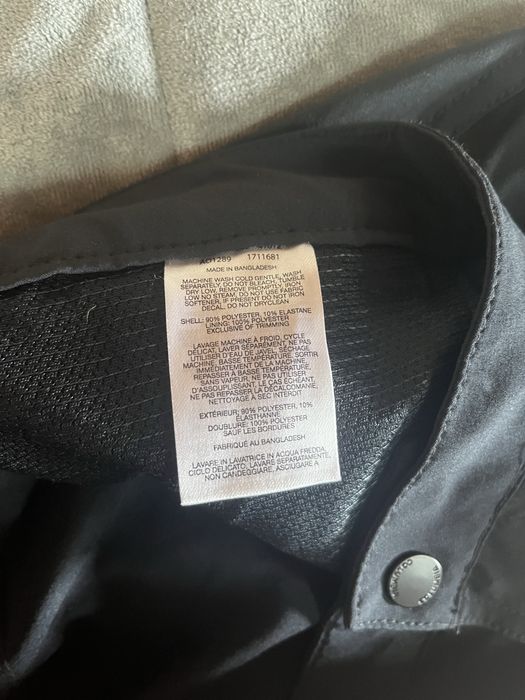 AO1289 1711681
MADE IN BANGLADESH
MACHINE WASH COLD GENTLE, WASH
SEPARATELY, DO NOT BLEACH, TUMBLE
DRY LOW, REMOVE PROMPTLY, IRON
LOW NO STEAM, DO NOT USE FABRIC
SOFTENER, IF PRESENT DO NOT IRON
DECAL, DO NOT DRYCLEAN
SHELL: 90% POLYESTER, 10% ELASTANE
LINING: 100% POLYESTER
EXCLUSIVE OF TRIMMING
LAVAGE MACHINE À FROID, CYCLE
DÉLICAT, LAVER SÉPAREMENT, NE PAS
UTILISER D'EAU DE JAVEL, SÉCHAGE
MACHINE BASSE TEMPÉRATURE, SORTIR
IMMÉDIATEMENT DE LA MACHINE,
REPASSER À BASSE TEMPÉRATURE,
SANS VAPEUR, NE PAS UTILISER
D'ASSOUPLISSANT, LE CAS ÉCHÉANT,
NE PAS REPASSER LA DÉCALCOMANIE,
NETTOYAGE À SEC INTERDIT
EXTÉRIEUR: 90% POLYESTER, 10%
ÉLASTHANNE
DOUBLURE: 100% POLYESTER
SAUF LES BORDURES
FABRIQUÉ AU BANGLADESH
LAVARE IN LAVATRICE IN ACQUA FREDDA,
CICLO DELICATO, LAVARE SEPARATAMENTE,
NON CANDEGGIARE, ASCIUGARE A